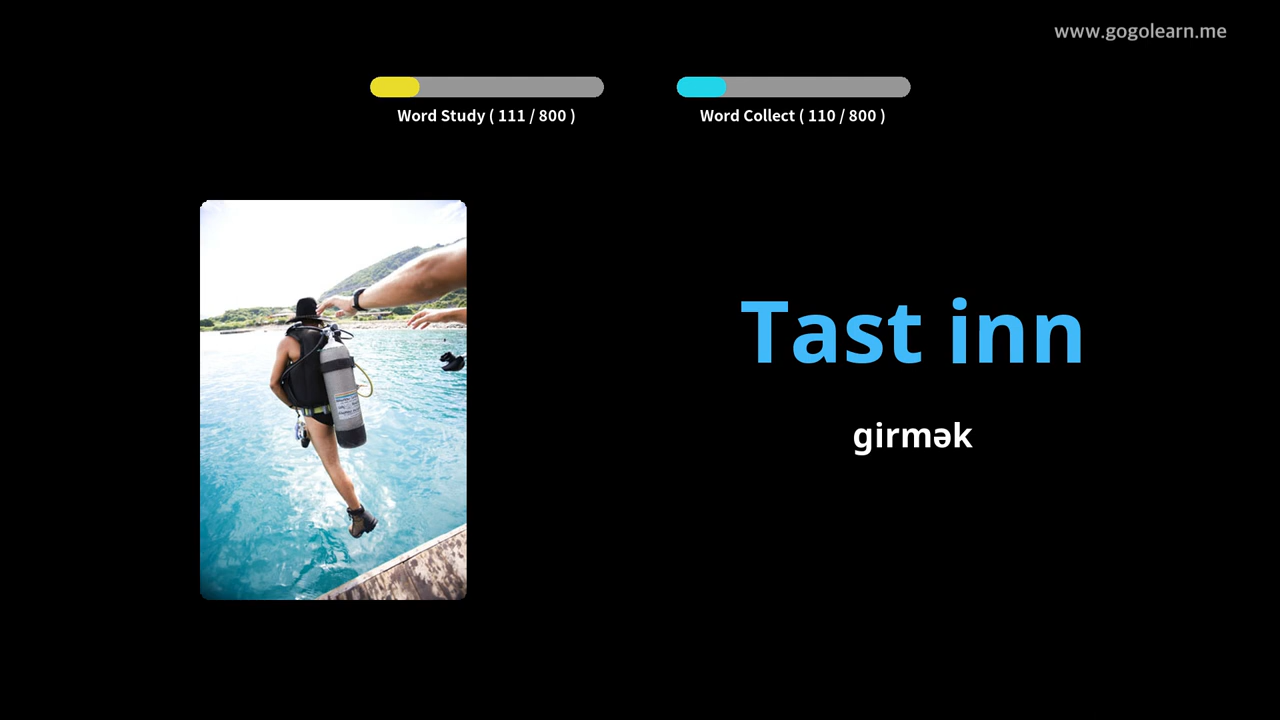 www.gogolearn.me
Word Study ( 111 / 800 )
Word Collect ( 110 / 800 )
Tast inn
girmək